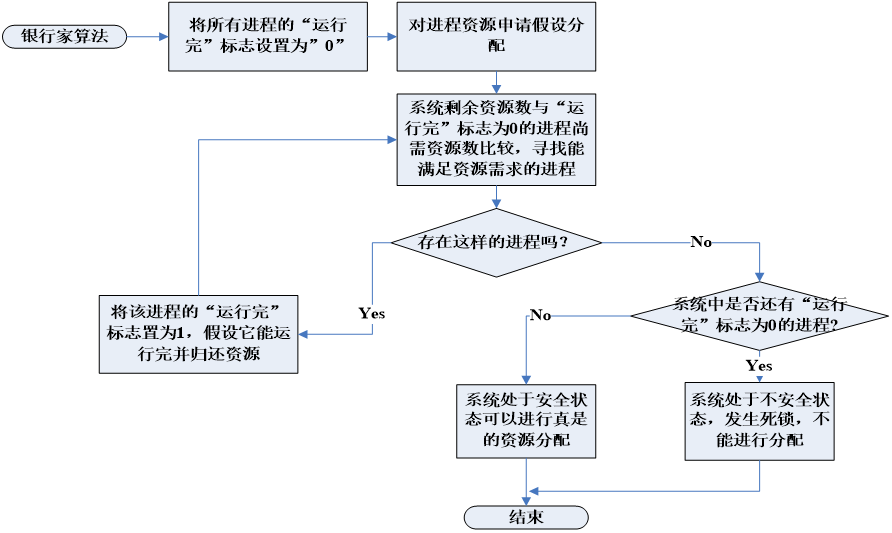 银行家算法
将所有进程的“运行
完”标志设置为”0”
对进程资源申请假设分
配
系统剩余资源数与“运
行完”标志为0的进程尚
需资源数比较，寻找能
满足资源需求的进程
存在这样的进程吗？
No
Yes
将该进程的“运行完”
标志置为1，假设它能运
行完并归还资源
系统中是否还有“运行
完”标志为0的进程?
No
Yes
系统处于安全状态
可以进行真是
的资源分配
系统处于不安全状
态，发生死锁，不
能进行分配
结束